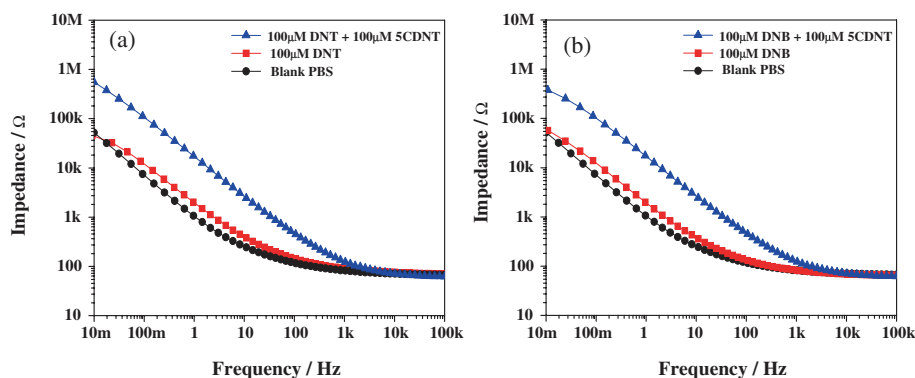 (a)
100μM DNT + 100μM 5CDNT
100μM DNT
Blank PBS
Impedance / Ω
10M
1M
100k
10k
1k
100
10
10m 100m 1 10 100 1k 10k 100k
Frequency / Hz
(b)
100μM DNB + 100μM 5CDNT
100μM DNB
Blank PBS
Impedance / Ω
10M
1M
100k
10k
1k
100
10
10m 100m 1 10 100 1k 10k 100k
Frequency / Hz